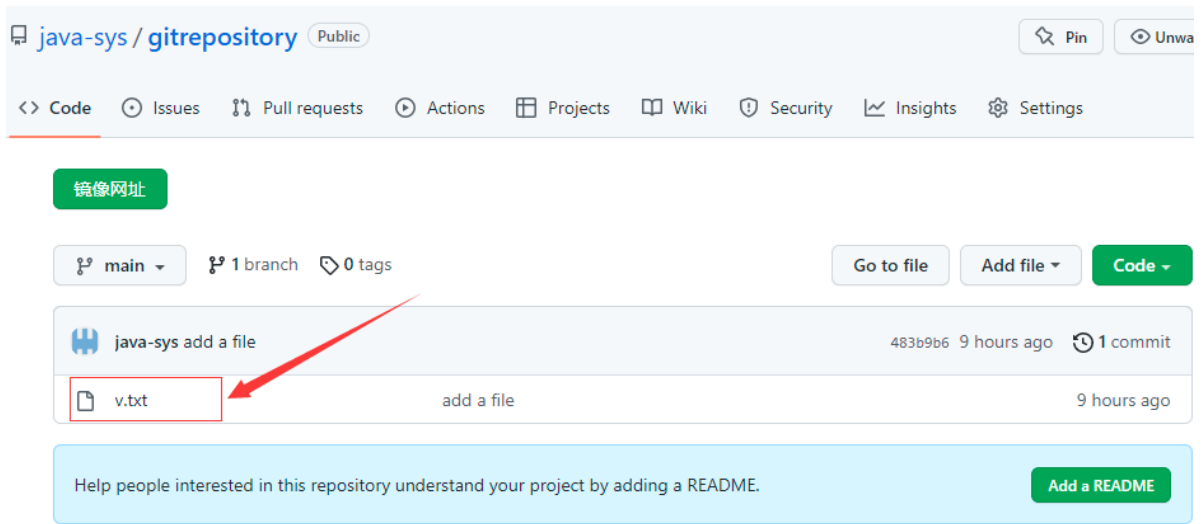 java-sys / gitrepository Public Pin Unwa
Code Issues Pull requests Actions Projects Wiki Security Insights Settings
镜像网址
main 1 branch 0 tags Go to file Add file Code
java-sys add a file 483b9b6 9 hours ago 1 commit
v.txt add a file 9 hours ago
Help people interested in this repository understand your project by adding a README. Add a README